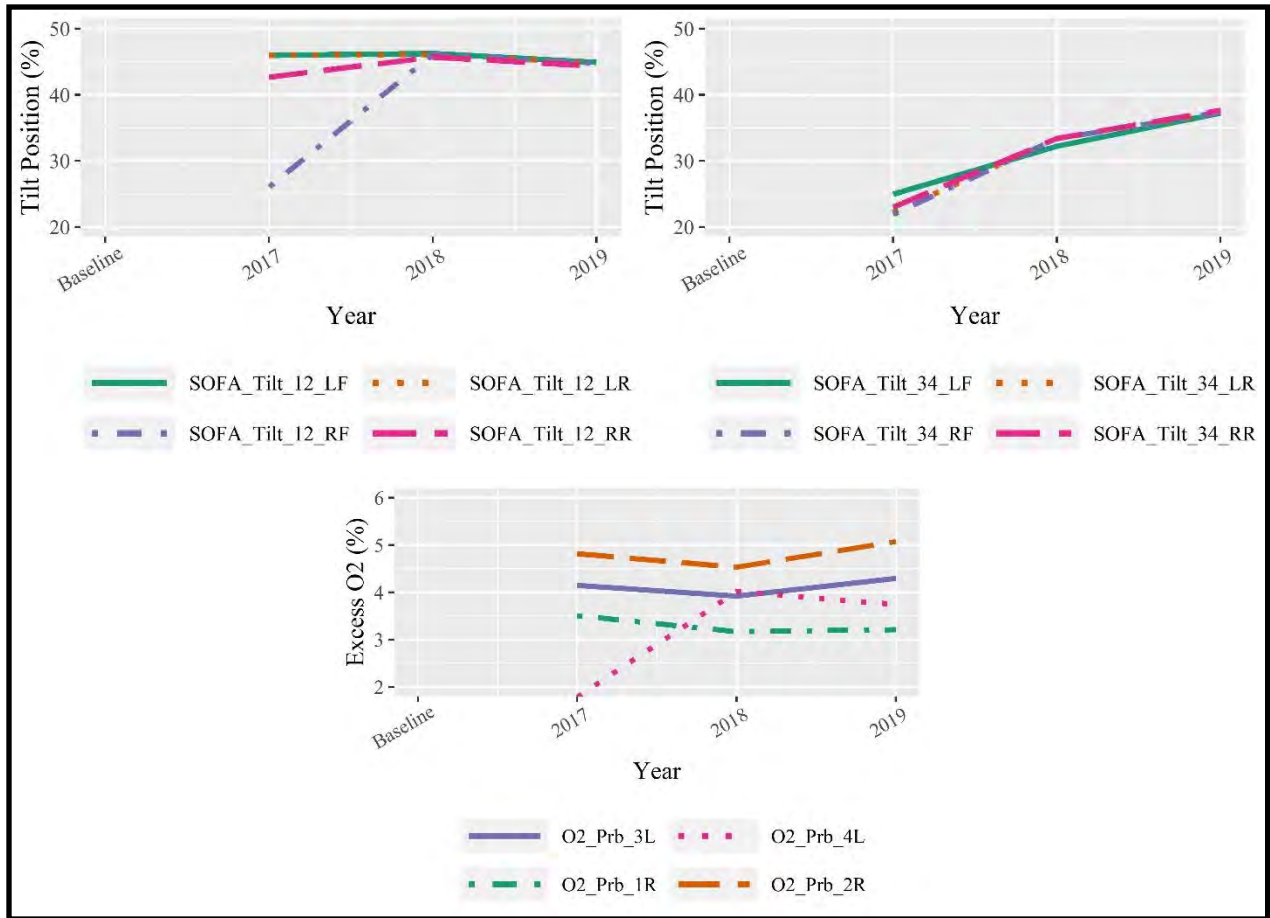 50
40
30
20
Tilt Position (%)
Baseline
2017
2018
2019
Year
SOFA_Tilt_12_LF
SOFA_Tilt_12_LR
SOFA_Tilt_12_RF
SOFA_Tilt_12_RR
50
40
30
20
Tilt Position (%)
Baseline
2017
2018
2019
Year
SOFA_Tilt_34_LF
SOFA_Tilt_34_LR
SOFA_Tilt_34_RF
SOFA_Tilt_34_RR
6
5
4
3
2
Excess O2 (%)
Baseline
2017
2018
2019
Year
O2_Prb_3L
O2_Prb_4L
O2_Prb_1R
O2_Prb_2R